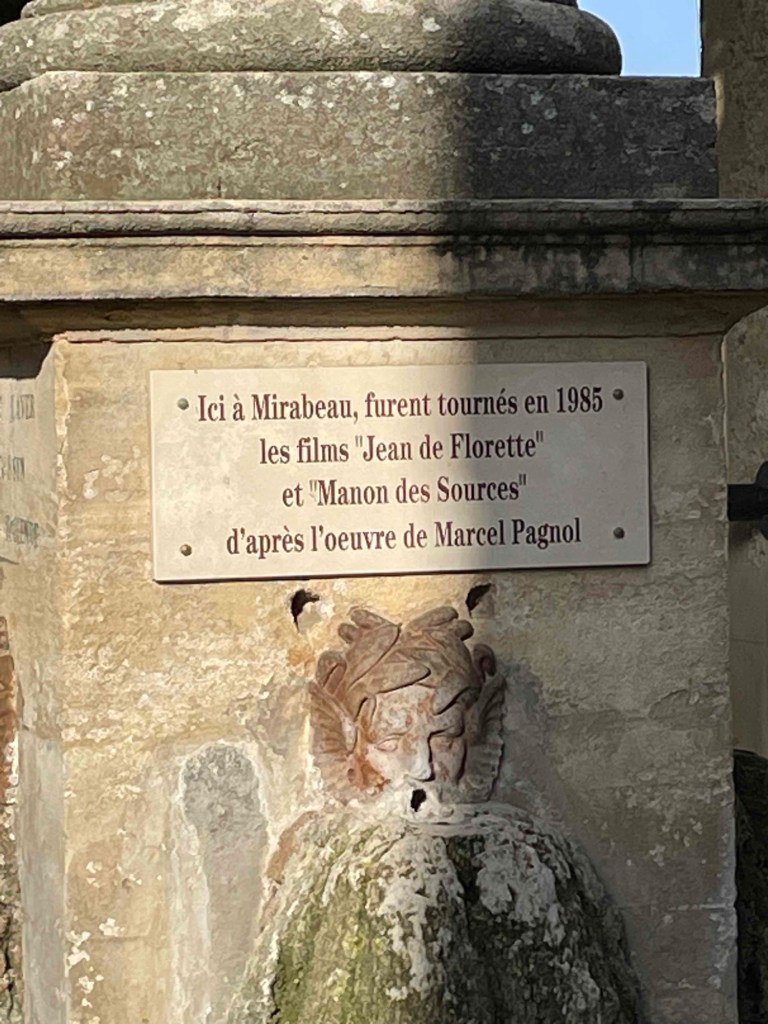 Ici à Mirabeau, furent tournés en 1985
les films "Jean de Florette"
et "Manon des Sources"
d'après l'oeuvre de Marcel Pagnol